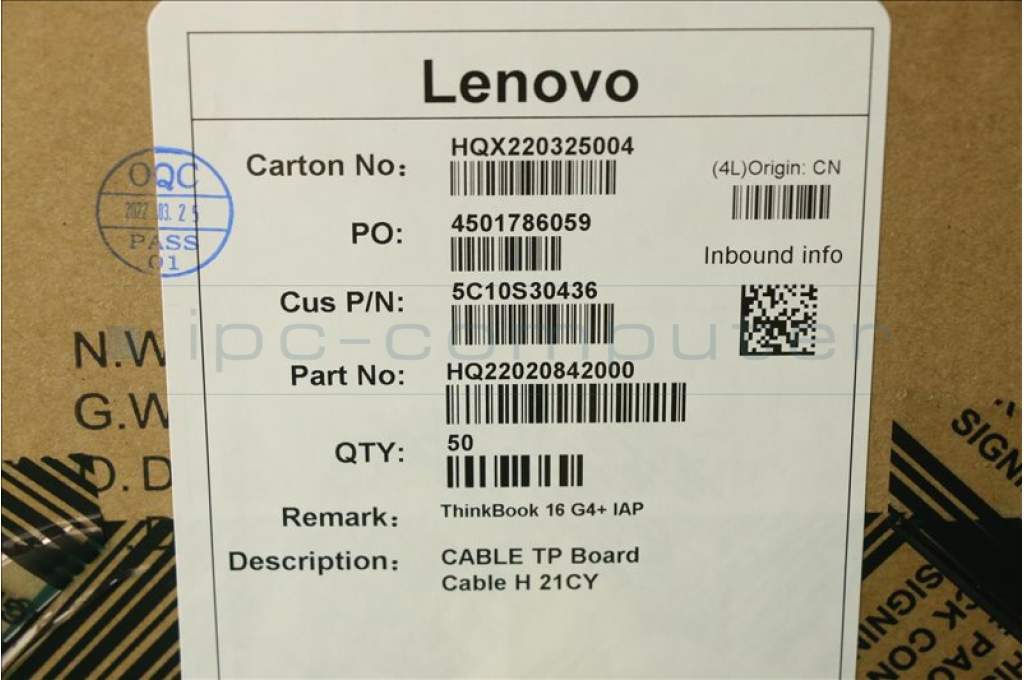 Lenovo
Carton No: HQX220325004
(4L)Origin: CN
OQC
2022.03.25
PASS
01
PO: 4501786059
Inbound info
Cus P/N: 5C10S30436
ipc-computer
N.W
Part No: HQ22020842000
G.W
QTY: 50
Remark: ThinkBook 16 G4+ IAP
Description: CABLE TP Board
Cable H 21CY